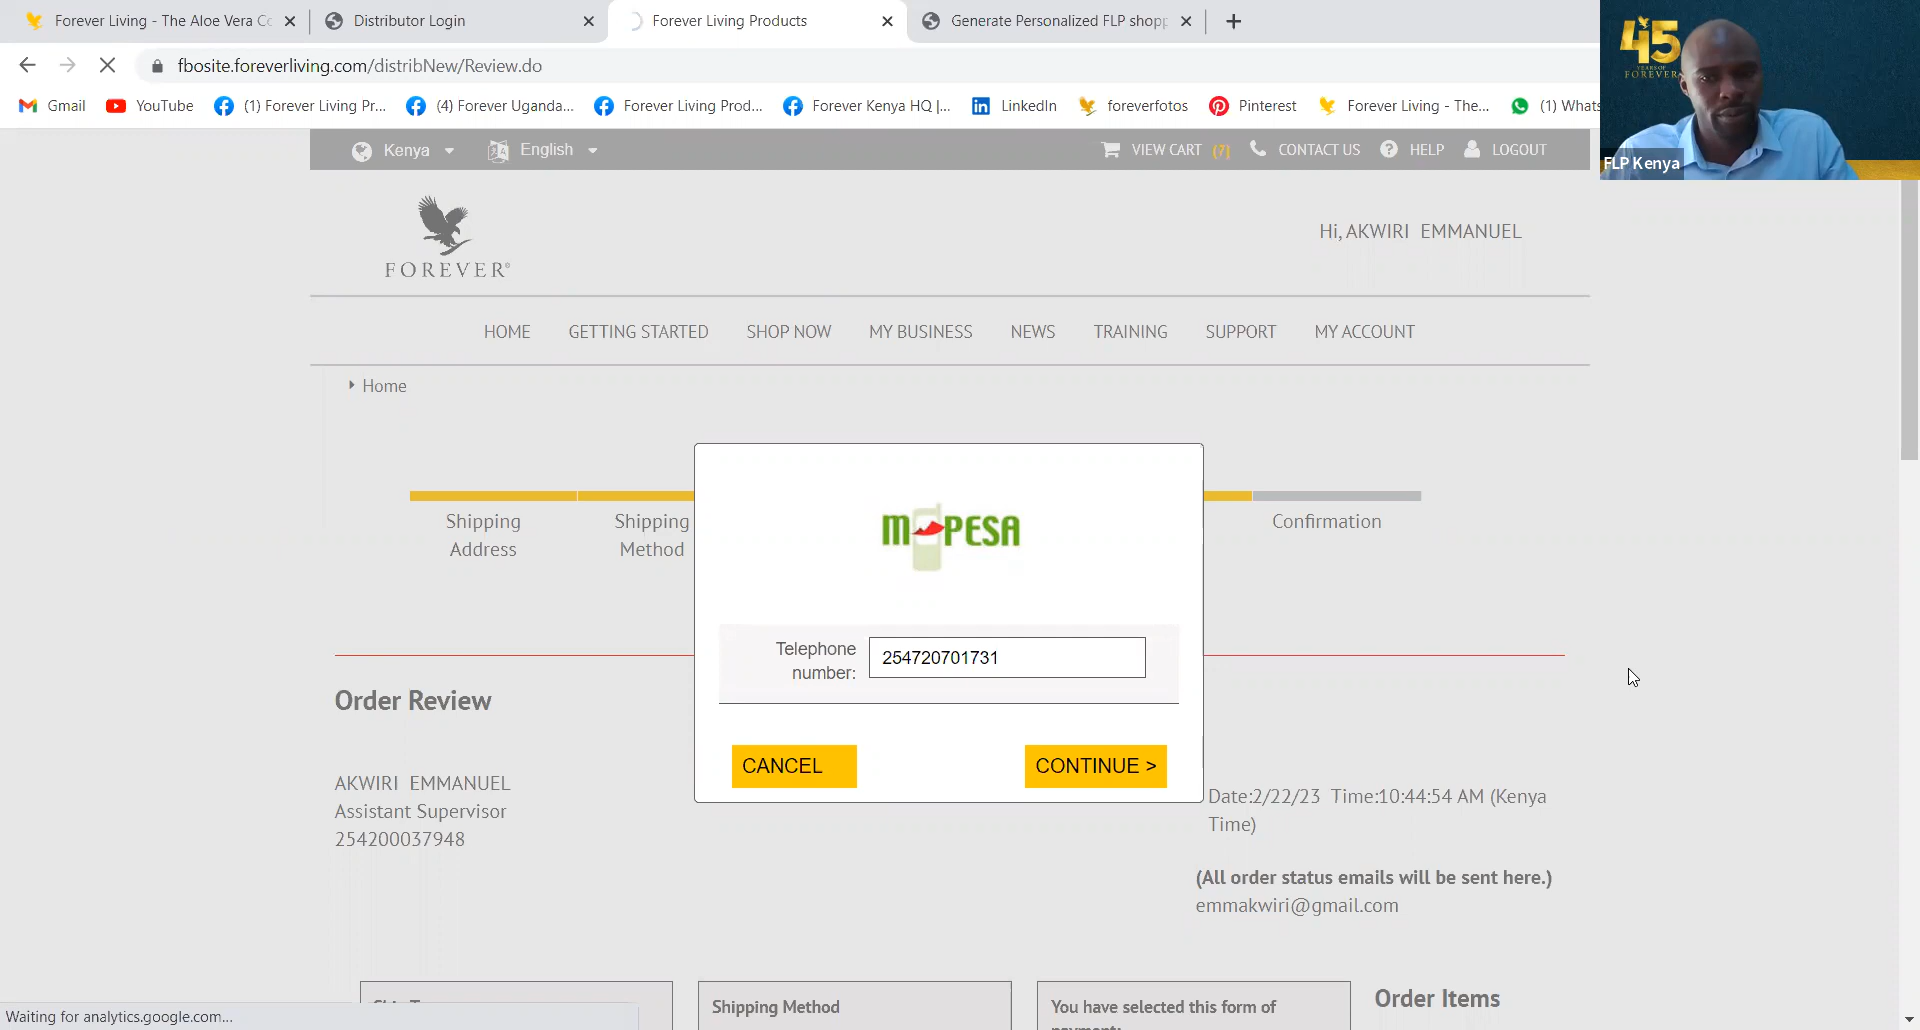 Forever Living - The Aloe Vera Co
Distributor Login
Forever Living Products
Generate Personalized FLP shopp
fbosite.foreverliving.com/distribNew/Review.do
Gmail
YouTube
(1) Forever Living Pr...
(4) Forever Uganda...
Forever Living Prod...
Forever Kenya HQ |...
LinkedIn
foreverfotos
Pinterest
Forever Living - The...
(1) Whats
45
YEARS OF
FOREVER
FLP Kenya
Kenya
English
VIEW CART (7)
CONTACT US
HELP
LOGOUT
FOREVER®
Hi, AKWIRI EMMANUEL
HOME
GETTING STARTED
SHOP NOW
MY BUSINESS
NEWS
TRAINING
SUPPORT
MY ACCOUNT
Home
Shipping
Address
Shipping
Method
Confirmation
M-PESA
Telephone
number:
254720701731
CANCEL
CONTINUE >
Order Review
AKWIRI EMMANUEL
Assistant Supervisor
254200037948
Date:2/22/23 Time:10:44:54 AM (Kenya
Time)
(All order status emails will be sent here.)
emmakwiri@gmail.com
Shipping Method
You have selected this form of
Order Items
Waiting for analytics.google.com...